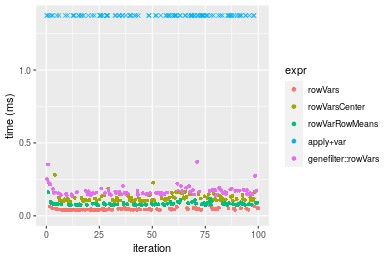 1.0
0.5
0.0
time (ms)
0
25
50
75
100
iteration
expr
rowVars
rowVarsCenter
rowVarRowMeans
apply+var
genefilter::rowVars